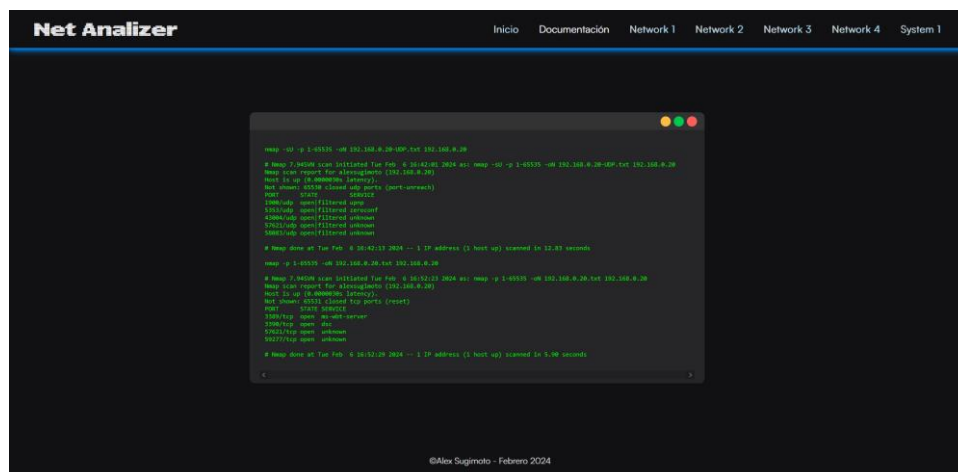 Net Analizer
Inicio Documentación Network 1 Network 2 Network 3 Network 4 System 1
nmap -sU -p 1-65535 -oN 192.168.0.20-UDP.txt 192.168.0.20
# Nmap 7.94SVN scan initiated Tue Feb  6 16:42:01 2024 as: nmap -sU -p 1-65535 -oN 192.168.0.20-UDP.txt 192.168.0.20
Nmap scan report for alexsugimoto (192.168.0.20)
Host is up (0.0000030s latency).
Not shown: 65530 closed udp ports (port-unreach)
PORT STATE SERVICE
1900/udp open|filtered upnp
5353/udp open|filtered zeroconf
43004/udp open|filtered unknown
57621/udp open|filtered unknown
58083/udp open|filtered unknown
# Nmap done at Tue Feb  6 16:42:13 2024 -- 1 IP address (1 host up) scanned in 12.83 seconds
nmap -p 1-65535 -oN 192.168.0.20.txt 192.168.0.20
# Nmap 7.94SVN scan initiated Tue Feb  6 16:52:23 2024 as: nmap -p 1-65535 -oN 192.168.0.20.txt 192.168.0.20
Nmap scan report for alexsugimoto (192.168.0.20)
Host is up (0.0000030s latency).
Not shown: 65531 closed tcp ports (reset)
PORT STATE SERVICE
3389/tcp open ms-wbt-server
3390/tcp open dsc
57621/tcp open unknown
59277/tcp open unknown
# Nmap done at Tue Feb  6 16:52:29 2024 -- 1 IP address (1 host up) scanned in 5.90 seconds
©Alex Sugimoto - Febrero 2024